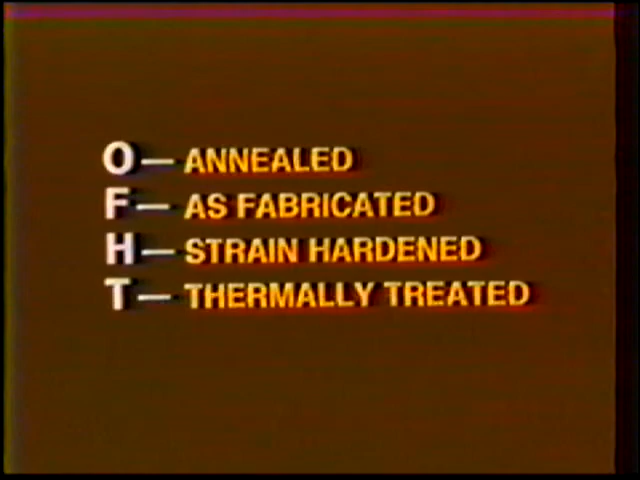 O — ANNEALED
F — AS FABRICATED
H — STRAIN HARDENED
T — THERMALLY TREATED